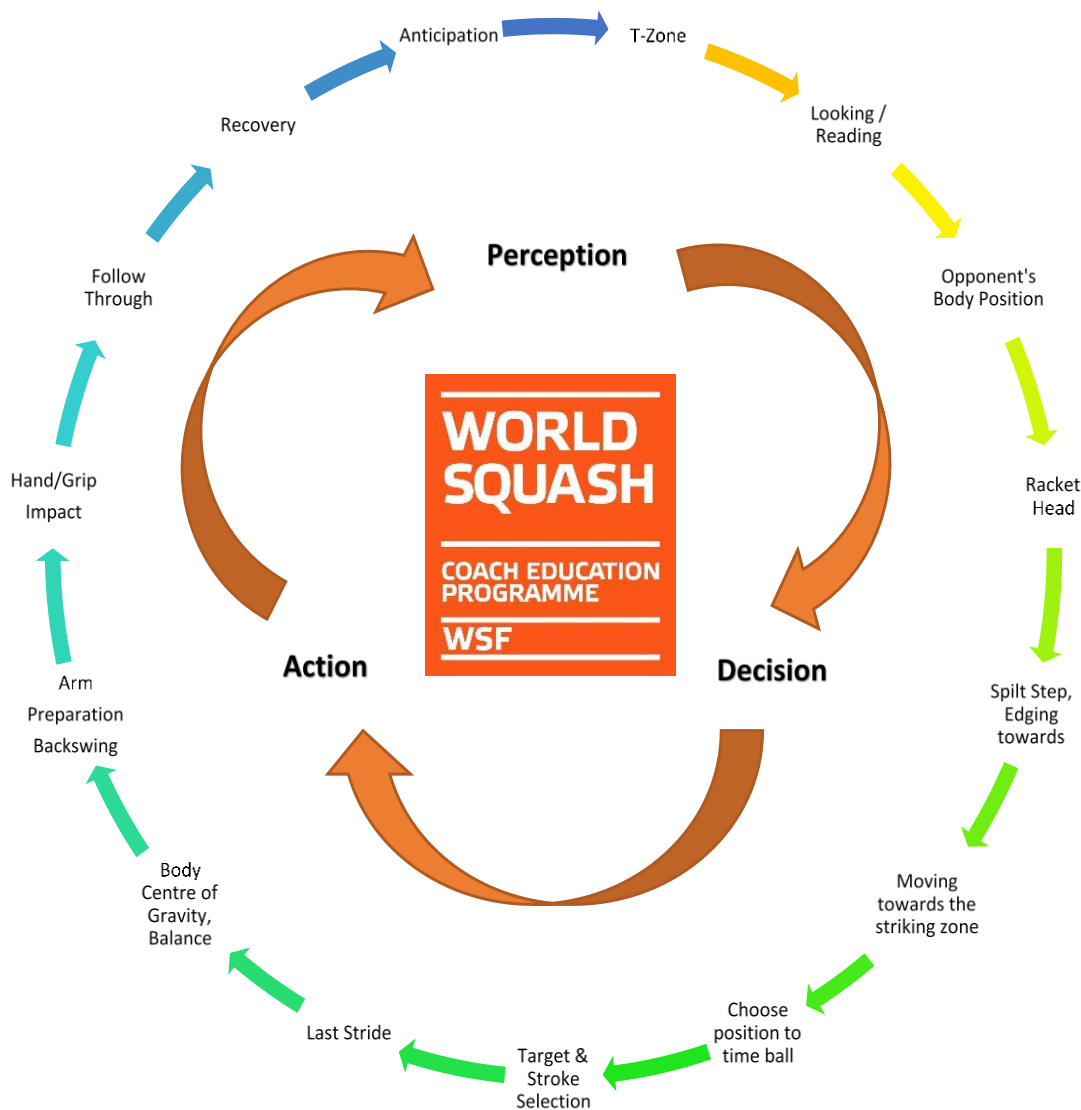 Anticipation
T-Zone
Looking /
Reading
Opponent's
Body Position
Racket
Head
Spilt Step,
Edging
towards
Moving
towards the
striking zone
Choose
position to
time ball
Target &
Stroke
Selection
Last Stride
Body
Centre of
Gravity,
Balance
Arm
Preparation
Backswing
Hand/Grip
Impact
Follow
Through
Recovery
Perception
Decision
Action
WORLD
SQUASH
COACH EDUCATION
PROGRAMME
WSF